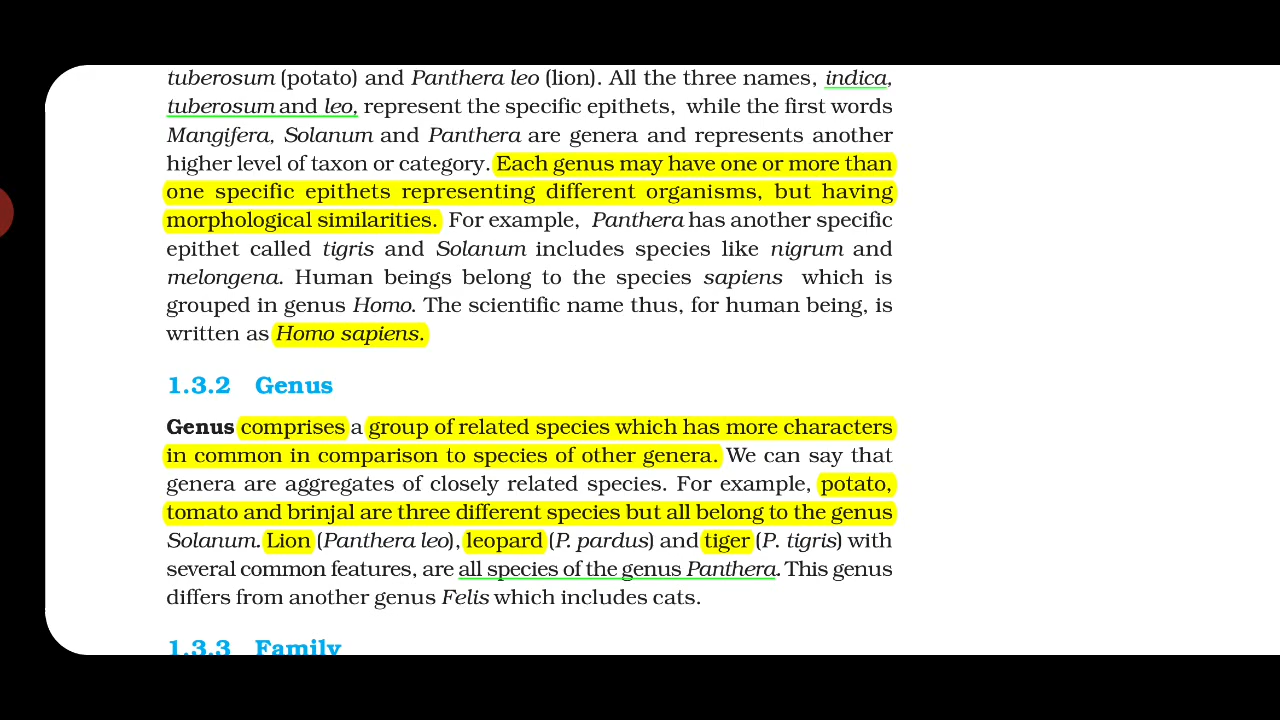 tuberosum (potato) and Panthera leo (lion). All the three names, indica,
tuberosum and leo, represent the specific epithets, while the first words
Mangifera, Solanum and Panthera are genera and represents another
higher level of taxon or category. Each genus may have one or more than
one specific epithets representing different organisms, but having
morphological similarities. For example, Panthera has another specific
epithet called tigris and Solanum includes species like nigrum and
melongena. Human beings belong to the species sapiens which is
grouped in genus Homo. The scientific name thus, for human being, is
written as Homo sapiens.
1.3.2 Genus
Genus comprises a group of related species which has more characters
in common in comparison to species of other genera. We can say that
genera are aggregates of closely related species. For example, potato,
tomato and brinjal are three different species but all belong to the genus
Solanum. Lion (Panthera leo), leopard (P. pardus) and tiger (P. tigris) with
several common features, are all species of the genus Panthera. This genus
differs from another genus Felis which includes cats.
1.3.3 Family